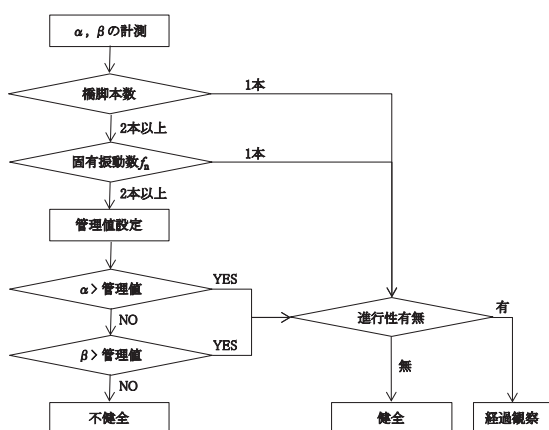 α，βの計測
橋脚本数
1本
2本以上
固有振動数fn
1本
2本以上
管理値設定
α＞管理値
YES
NO
進行性有無
有
β＞管理値
YES
無
NO
不健全
健全
経過観察